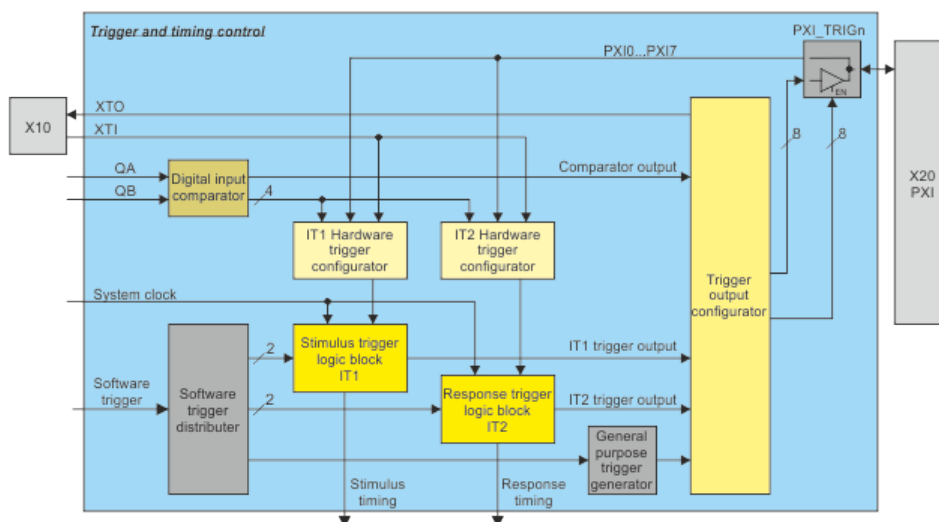 Trigger and timing control
PXI_TRIGn
PXI0...PXI7
EN
XTO
X10
XTI
8
8
QA
Digital input
comparator
Comparator output
X20
PXI
QB
4
IT1 Hardware
trigger
configurator
IT2 Hardware
trigger
configurator
Trigger
output
configurator
System clock
Stimulus trigger
logic block
IT1
2
IT1 trigger output
Software
trigger
Software
trigger
distributer
2
Response trigger
logic block
IT2
IT2 trigger output
General
purpose
trigger
generator
Stimulus
timing
Response
timing